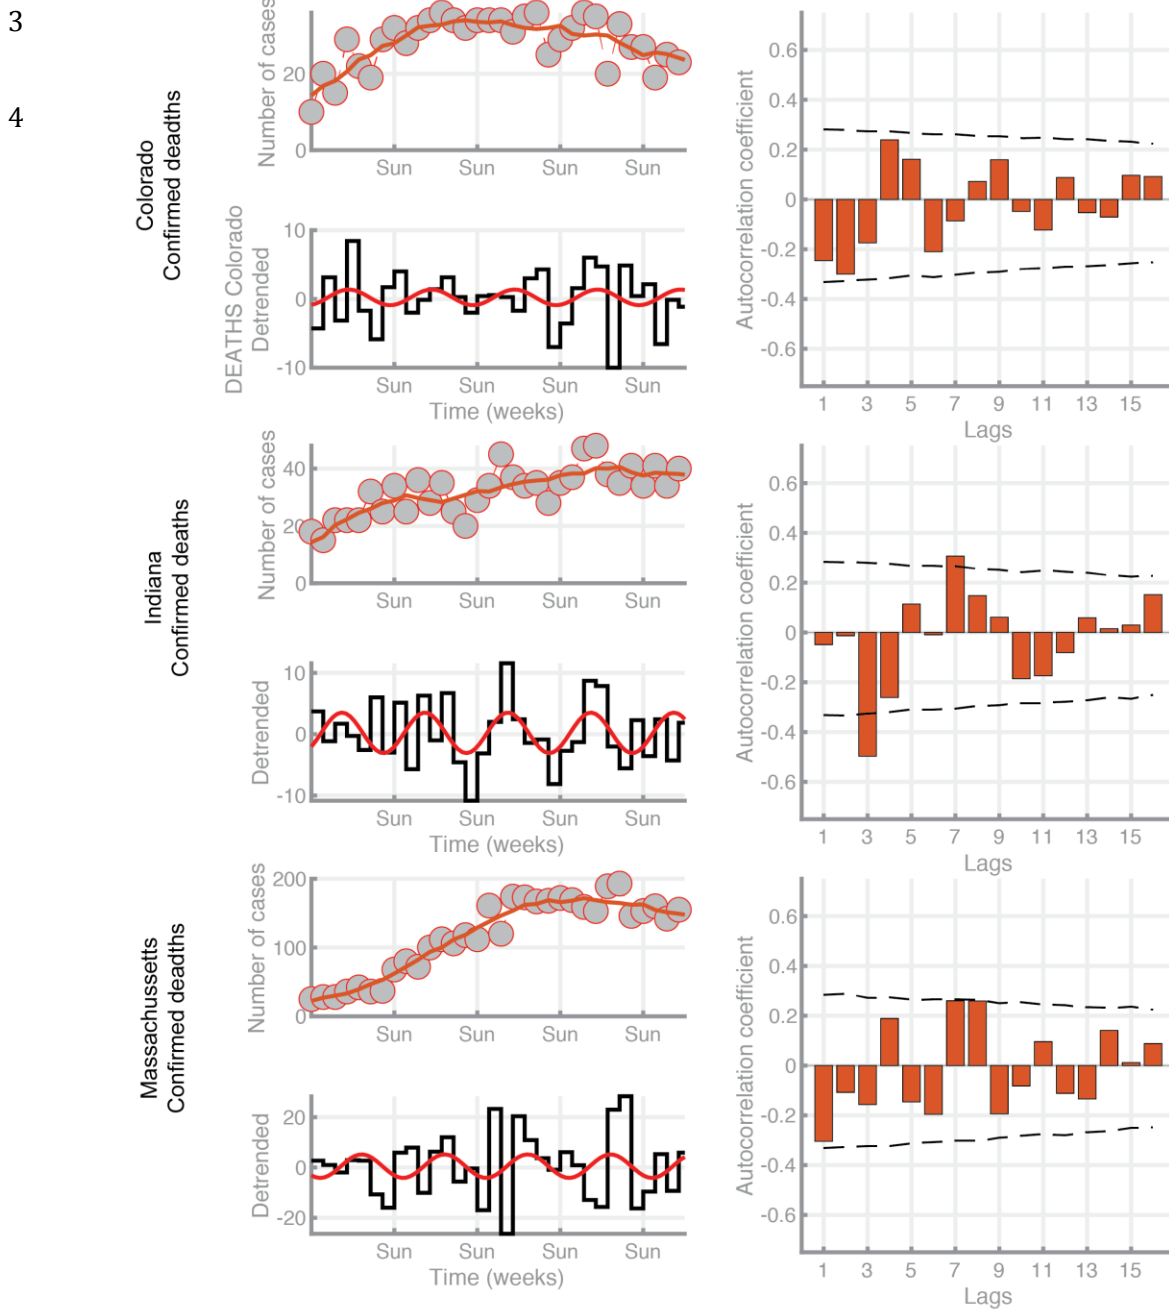 3
4
Colorado
Confirmed deadths
Number of cases
20
0
Sun Sun Sun Sun
DEATHS Colorado
Detrended
10
0
-10
Sun Sun Sun Sun
Time (weeks)
Autocorrelation coefficient
0.6
0.4
0.2
0
-0.2
-0.4
-0.6
1 3 5 7 9 11 13 15
Lags
Indiana
Confirmed deaths
Number of cases
40
20
0
Sun Sun Sun Sun
Detrended
10
0
-10
Sun Sun Sun Sun
Time (weeks)
Autocorrelation coefficient
0.6
0.4
0.2
0
-0.2
-0.4
-0.6
1 3 5 7 9 11 13 15
Lags
Massachussetts
Confirmed deadths
Number of cases
200
100
0
Sun Sun Sun Sun
Detrended
20
0
-20
Sun Sun Sun Sun
Time (weeks)
Autocorrelation coefficient
0.6
0.4
0.2
0
-0.2
-0.4
-0.6
1 3 5 7 9 11 13 15
Lags